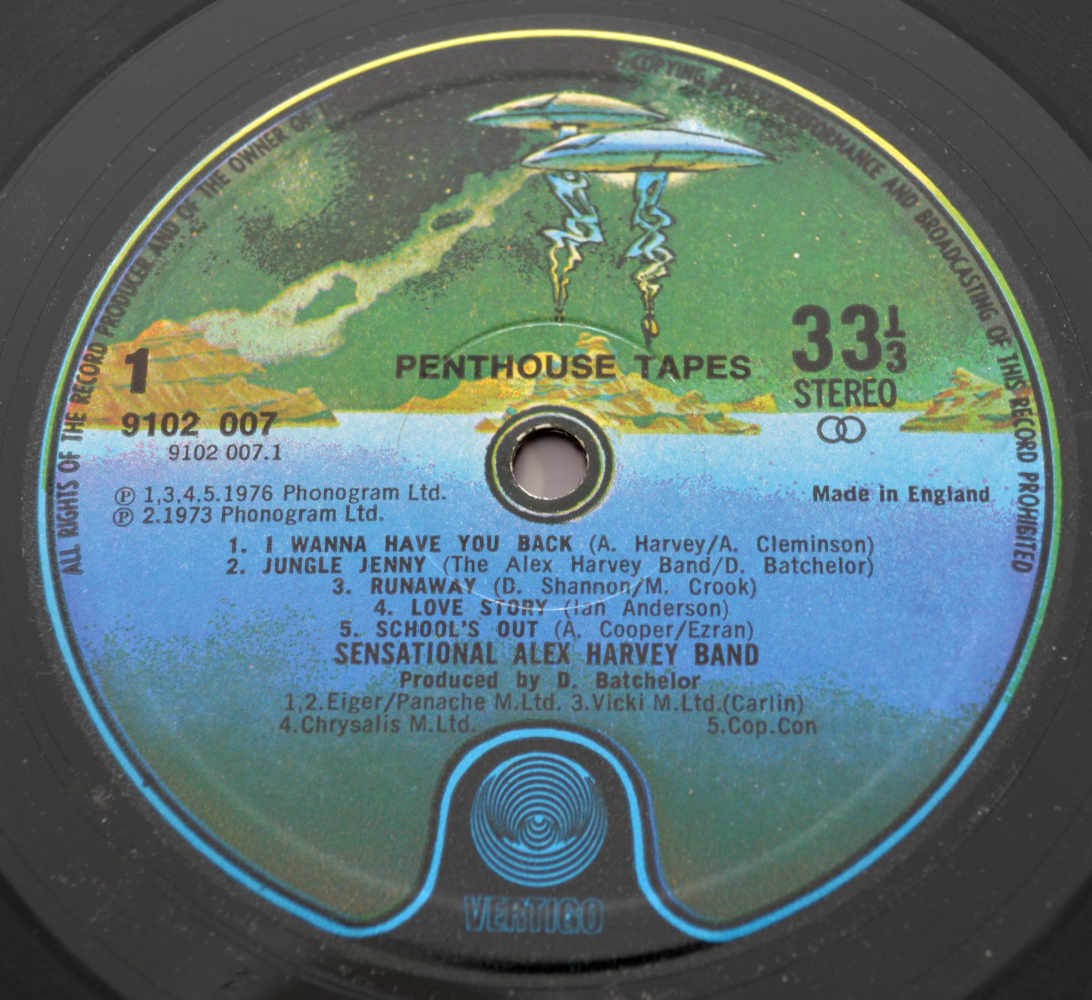 ALL RIGHTS OF THE RECORD PRODUCER AND OF THE OWNER OF
COPYING, PERFORMANCE AND BROADCASTING OF THIS RECORD PROHIBITED
PENTHOUSE TAPES
33 1/3
STEREO
1
9102 007
9102 007.1
Ⓟ 1,3,4,5.1976 Phonogram Ltd.
Ⓟ 2.1973 Phonogram Ltd.
Made in England
1. I WANNA HAVE YOU BACK (A. Harvey/A. Cleminson)
2. JUNGLE JENNY (The Alex Harvey Band/D. Batchelor)
3. RUNAWAY (D. Shannon/M. Crook)
4. LOVE STORY (Ian Anderson)
5. SCHOOL'S OUT (A. Cooper/Ezran)
SENSATIONAL ALEX HARVEY BAND
Produced by D. Batchelor
1,2.Eiger/Panache M.Ltd. 3.Vicki M.Ltd.(Carlin)
4.Chrysalis M.Ltd. 5.Cop.Con
VERTIGO